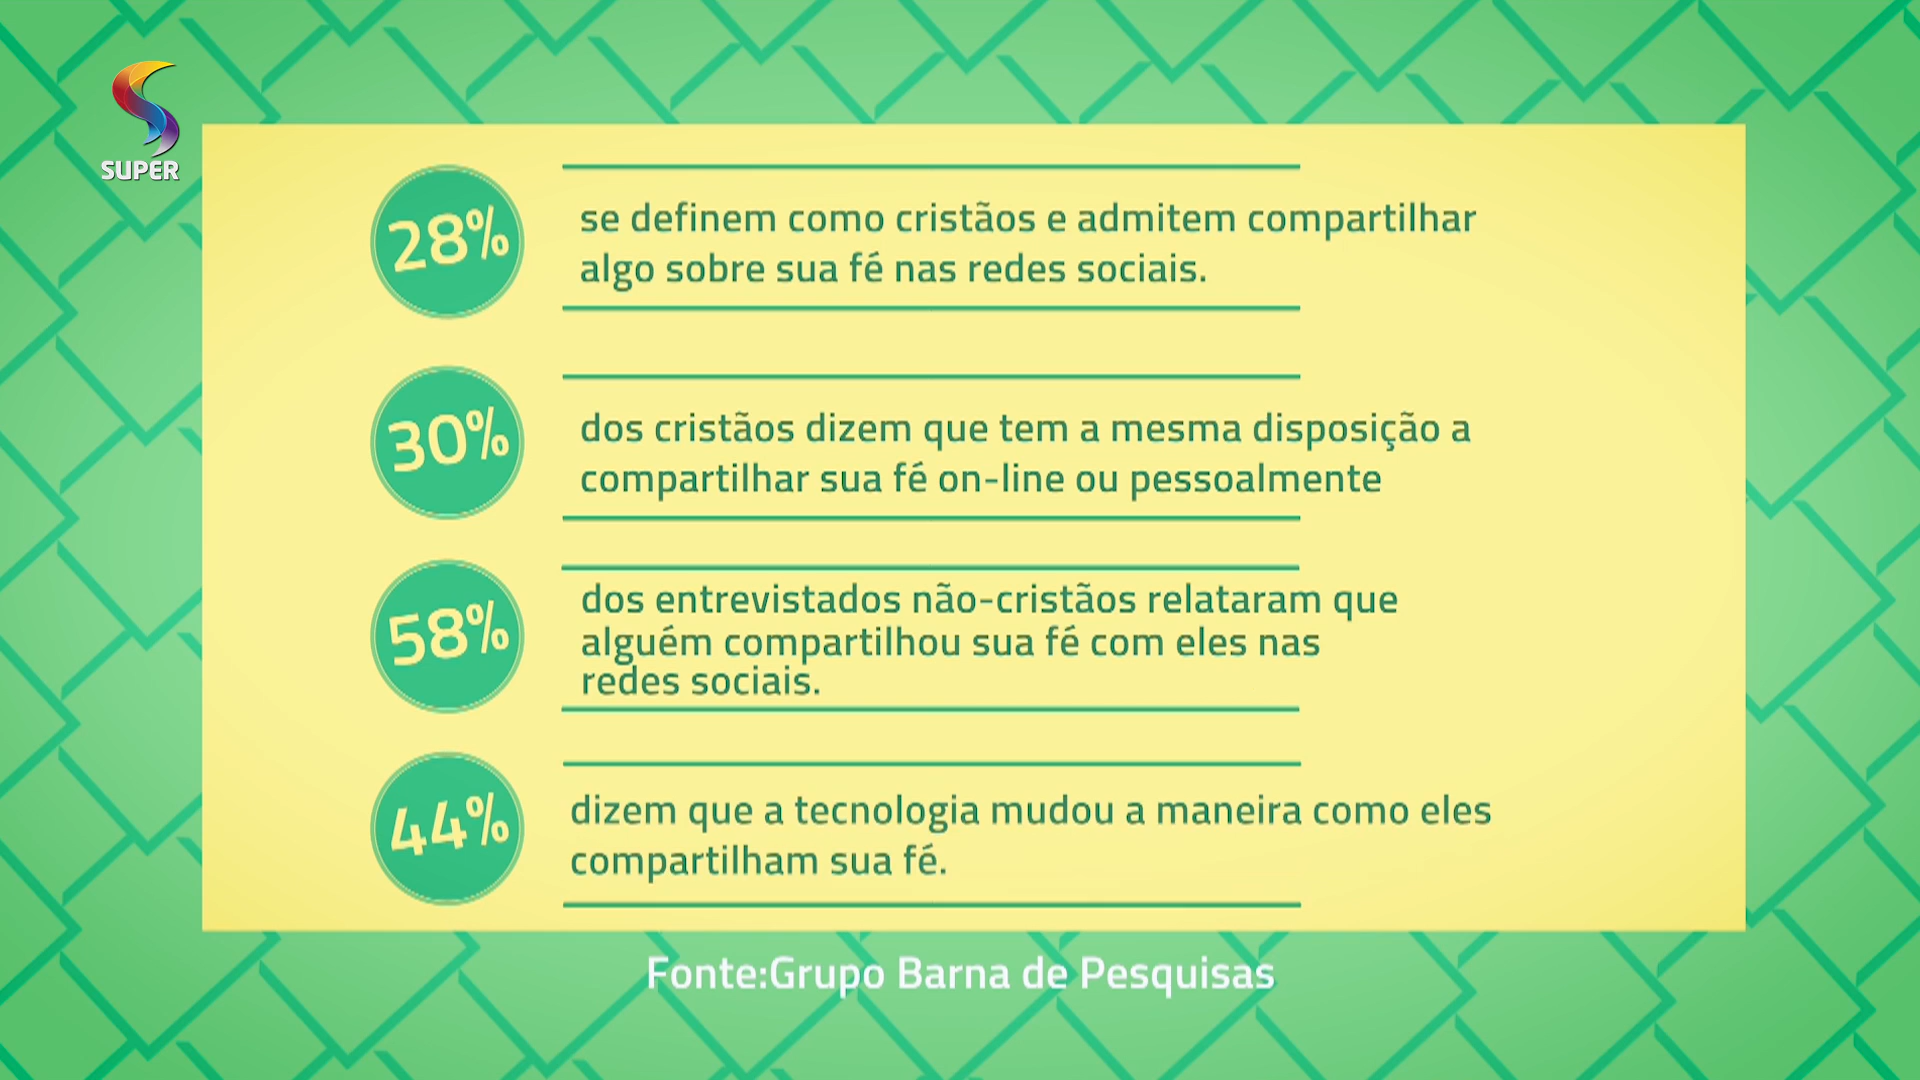 SUPER
28%
se definem como cristãos e admitem compartilhar
algo sobre sua fé nas redes sociais.
30%
dos cristãos dizem que tem a mesma disposição a
compartilhar sua fé on-line ou pessoalmente
58%
dos entrevistados não-cristãos relataram que
alguém compartilhou sua fé com eles nas
redes sociais.
44%
dizem que a tecnologia mudou a maneira como eles
compartilham sua fé.
Fonte:Grupo Barna de Pesquisas